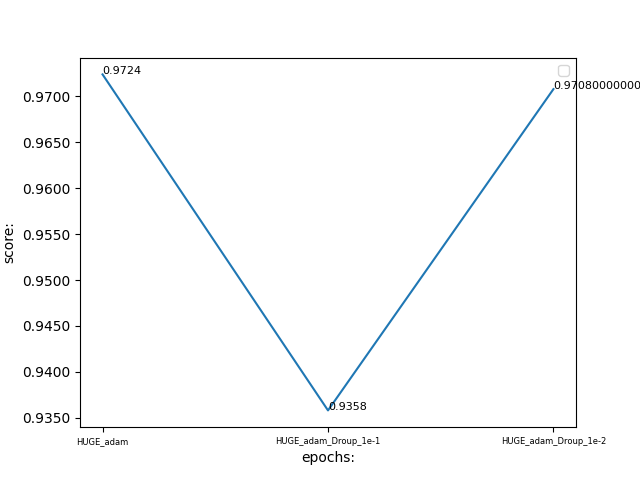 0.9724
0.97080000000
0.9700
0.9650
0.9600
0.9550
0.9500
0.9450
0.9400
0.9350
score:
0.9358
HUGE_adam
HUGE_adam_Droup_1e-1
HUGE_adam_Droup_1e-2
epochs: